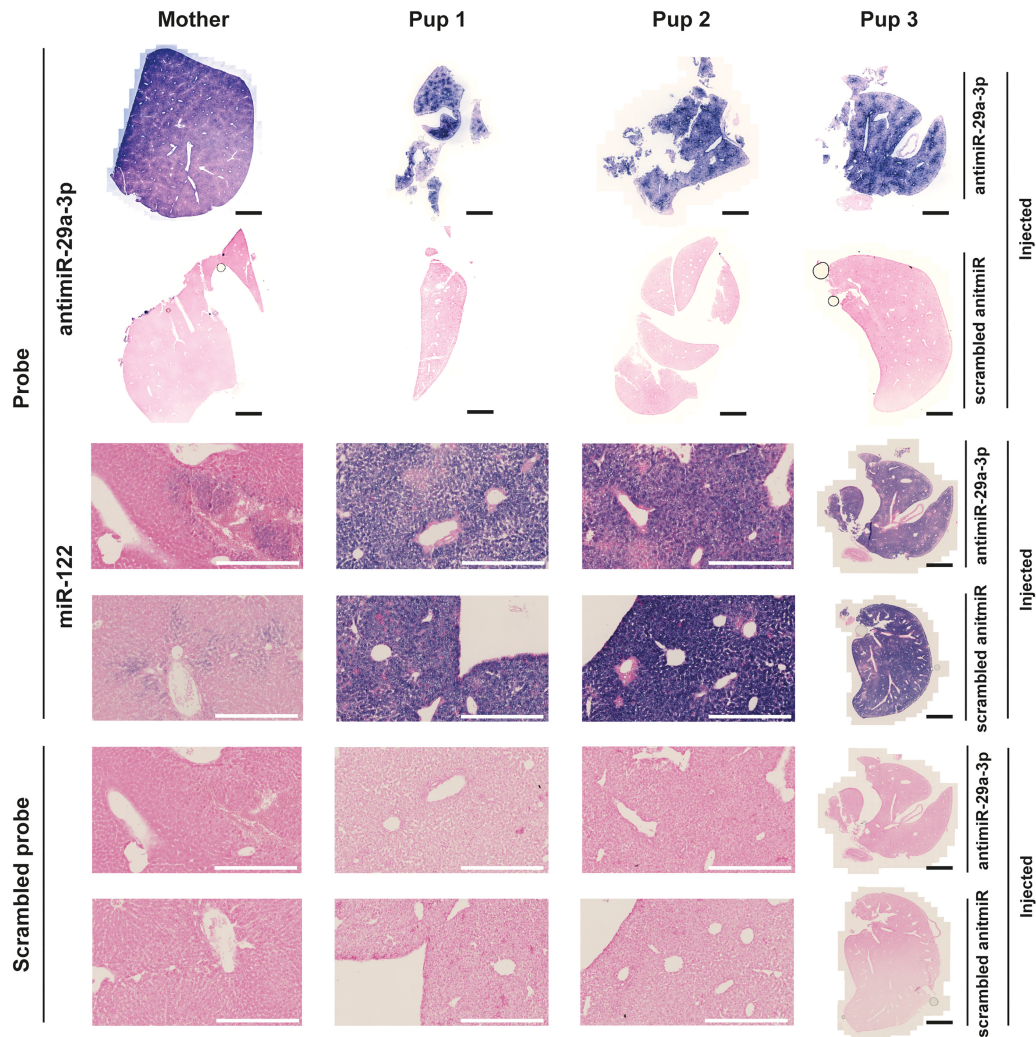 Mother
Pup 1
Pup 2
Pup 3
Probe
antimiR-29a-3p
antimiR-29a-3p
scrambled anitmiR
Injected
miR-122
antimiR-29a-3p
scrambled anitmiR
Injected
Scrambled probe
antimiR-29a-3p
scrambled anitmiR
Injected